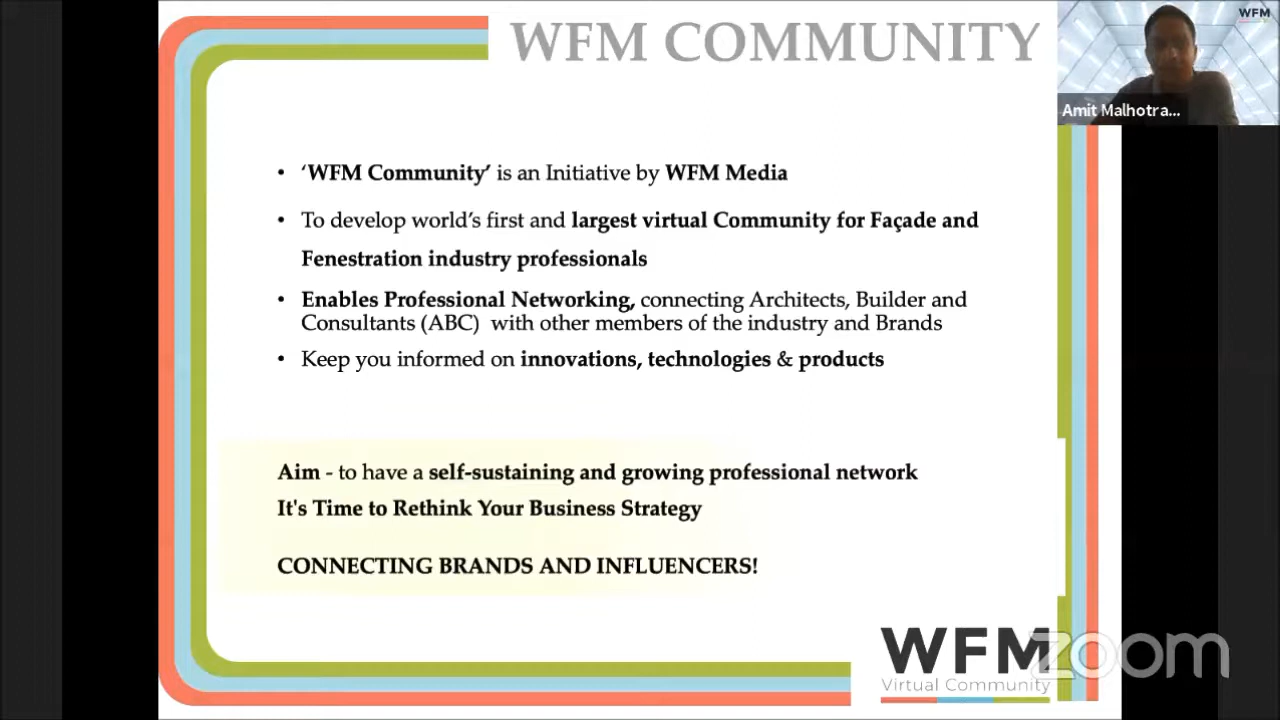 WFM COMMUNITY
WFM
Amit Malhotra...
• ‘WFM Community’ is an Initiative by WFM Media
• To develop world’s first and largest virtual Community for Façade and
Fenestration industry professionals
• Enables Professional Networking, connecting Architects, Builder and
Consultants (ABC) with other members of the industry and Brands
• Keep you informed on innovations, technologies & products
Aim - to have a self-sustaining and growing professional network
It's Time to Rethink Your Business Strategy
CONNECTING BRANDS AND INFLUENCERS!
WFM
Virtual Community
zoom